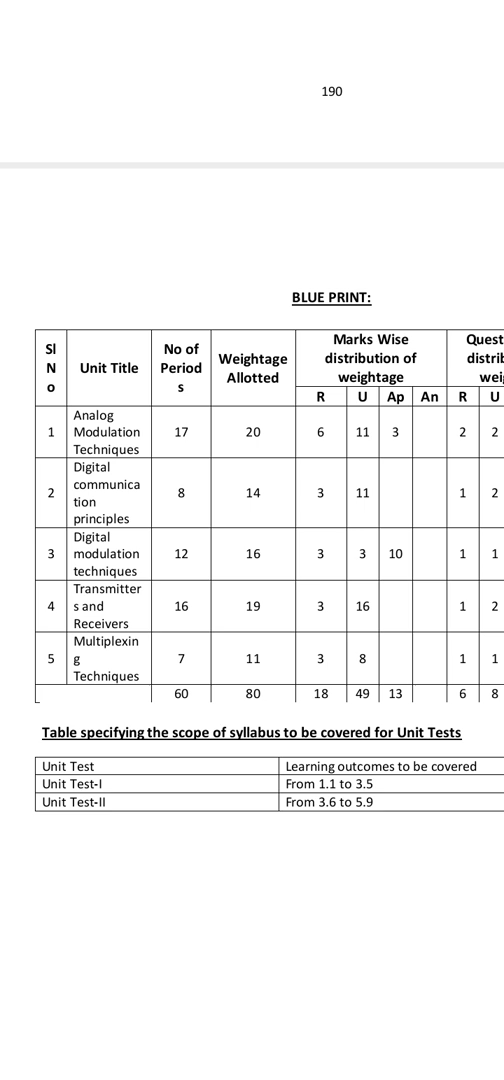 190
BLUE PRINT:
Sl
N
o
Unit Title
No of
Period
s
Weightage
Allotted
Marks Wise
distribution of
weightage
Quest
distrib
wei
R U Ap An R U
1 Analog
Modulation
Techniques 17 20 6 11 3 2 2
2 Digital
communica
tion
principles 8 14 3 11 1 2
3 Digital
modulation
techniques 12 16 3 3 10 1 1
4 Transmitter
s and
Receivers 16 19 3 16 1 2
5 Multiplexin
g
Techniques 7 11 3 8 1 1
60 80 18 49 13 6 8
Table specifying the scope of syllabus to be covered for Unit Tests
Unit Test Learning outcomes to be covered
Unit Test-I From 1.1 to 3.5
Unit Test-II From 3.6 to 5.9